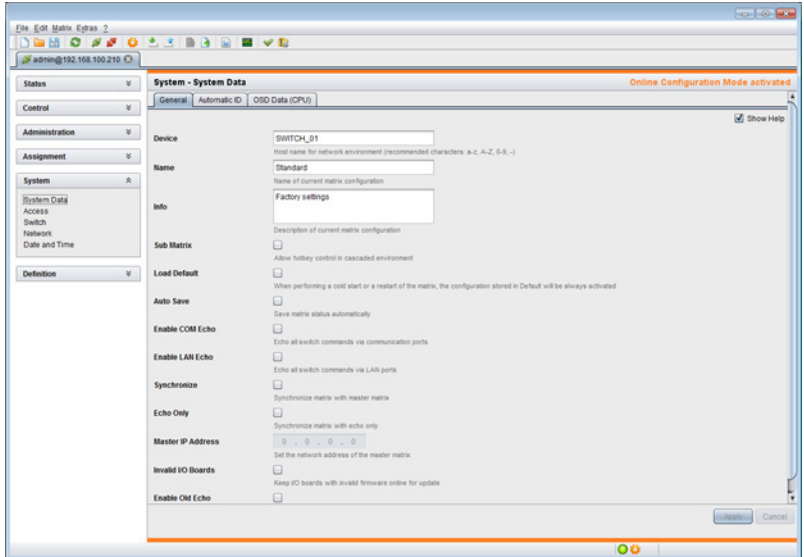 File Edit Matrix Extras ?
admin@192.168.100.210
Status
Control
Administration
Assignment
System
System Data
Access
Switch
Network
Date and Time
Definition
System - System Data
Online Configuration Mode activated
General Automatic ID OSD Data (CPU)
Show Help
Device SWITCH_01
Host name for network environment (recommended characters: a-z, A-Z, 0-9, -)
Name Standard
Name of current matrix configuration
Info Factory settings
Description of current matrix configuration
Sub Matrix
Allow hotkey control in cascaded environment
Load Default
When performing a cold start or a restart of the matrix, the configuration stored in Default will be always activated
Auto Save
Save matrix status automatically
Enable COM Echo
Echo all switch commands via communication ports
Enable LAN Echo
Echo all switch commands via LAN ports
Synchronize
Synchronize matrix with master matrix
Echo Only
Synchronize matrix with echo only
Master IP Address 0 . 0 . 0 . 0
Set the network address of the master matrix
Invalid I/O Boards
Keep I/O boards with invalid firmware online for update
Enable Old Echo
Apply Cancel